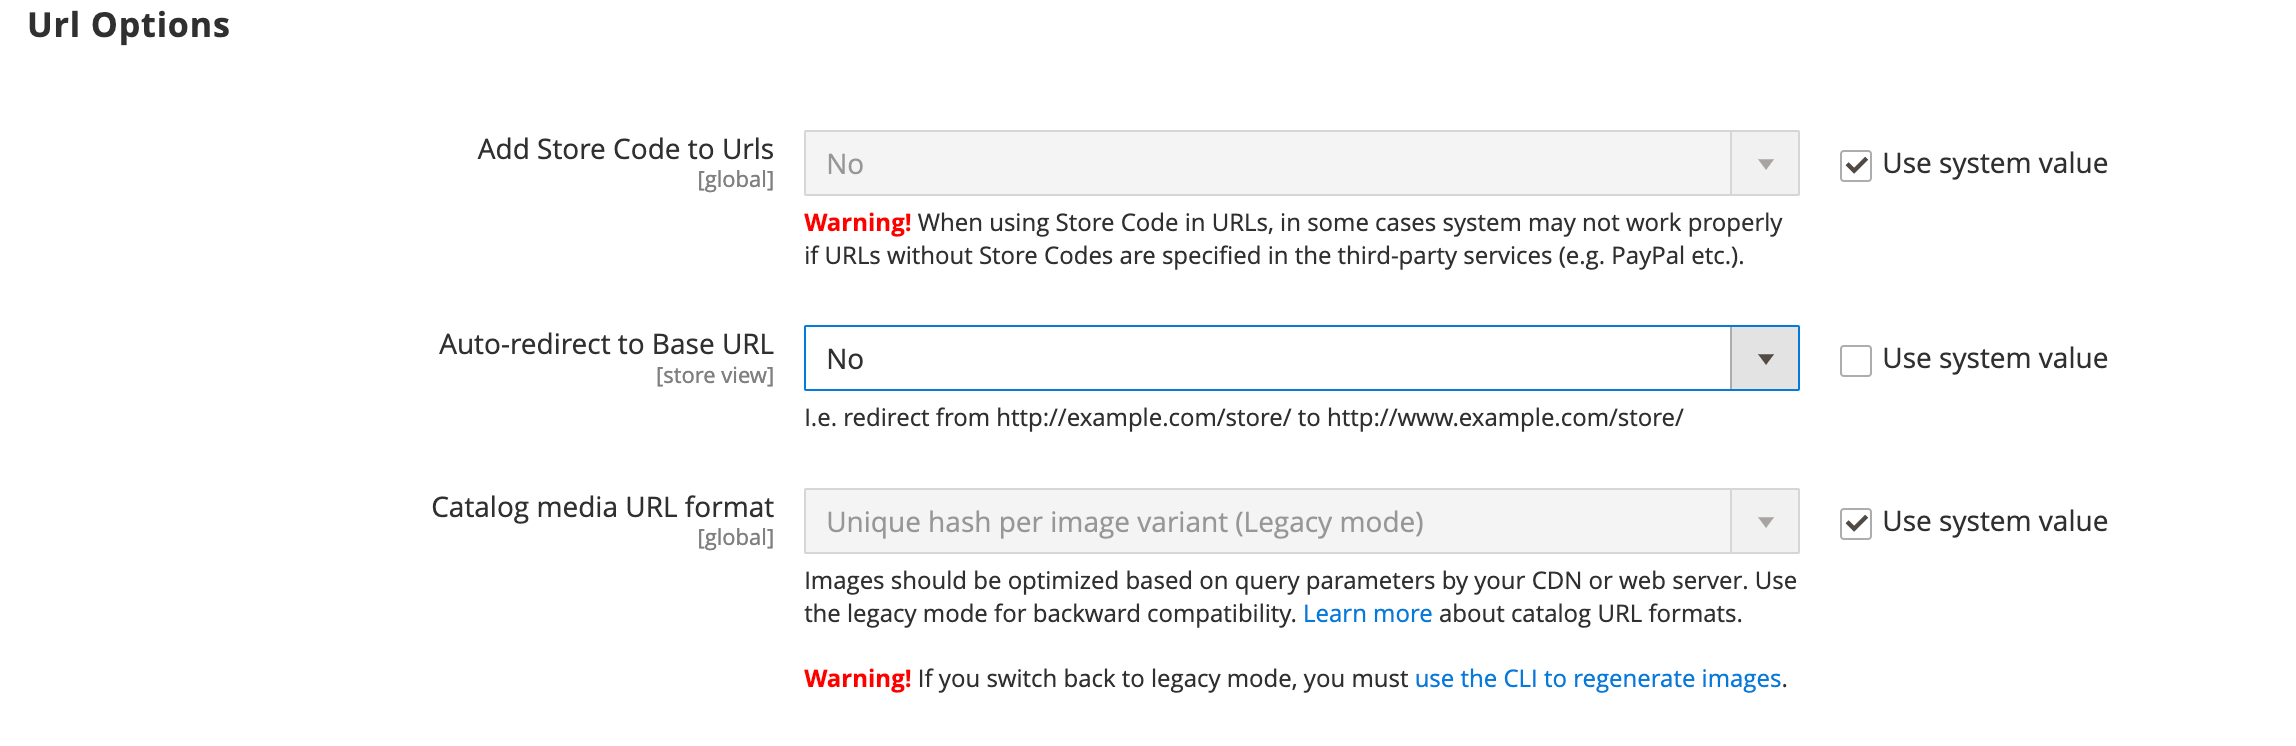 Url Options
Add Store Code to Urls
[global]
No
Use system value
Warning! When using Store Code in URLs, in some cases system may not work properly
if URLs without Store Codes are specified in the third-party services (e.g. PayPal etc.).
Auto-redirect to Base URL
[store view]
No
Use system value
I.e. redirect from http://example.com/store/ to http://www.example.com/store/
Catalog media URL format
[global]
Unique hash per image variant (Legacy mode)
Use system value
Images should be optimized based on query parameters by your CDN or web server. Use
the legacy mode for backward compatibility. Learn more about catalog URL formats.
Warning! If you switch back to legacy mode, you must use the CLI to regenerate images.